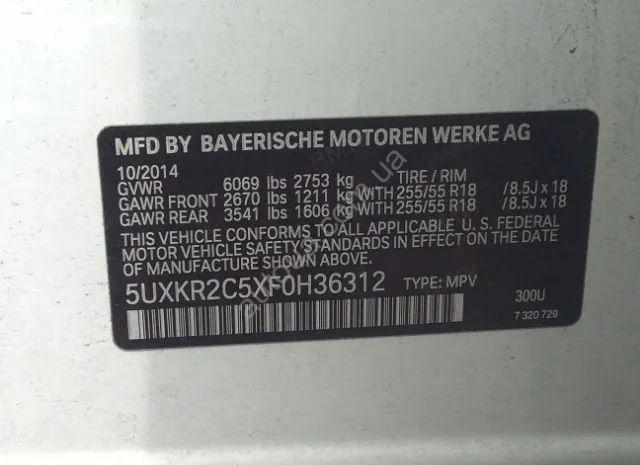 MFD BY BAYERISCHE MOTOREN WERKE AG
10/2014
GVWR 6069 lbs 2753 kg TIRE / RIM
GAWR FRONT 2670 lbs 1211 kg WITH 255/55 R18 / 8.5J x 18
GAWR REAR 3541 lbs 1606 kg WITH 255/55 R18 / 8.5J x 18
THIS VEHICLE CONFORMS TO ALL APPLICABLE U. S. FEDERAL
MOTOR VEHICLE SAFETY STANDARDS IN EFFECT ON THE DATE
OF MANUFACTURE SHOWN ABOVE.
5UXKR2C5XF0H36312 TYPE: MPV 300U
7 320 729